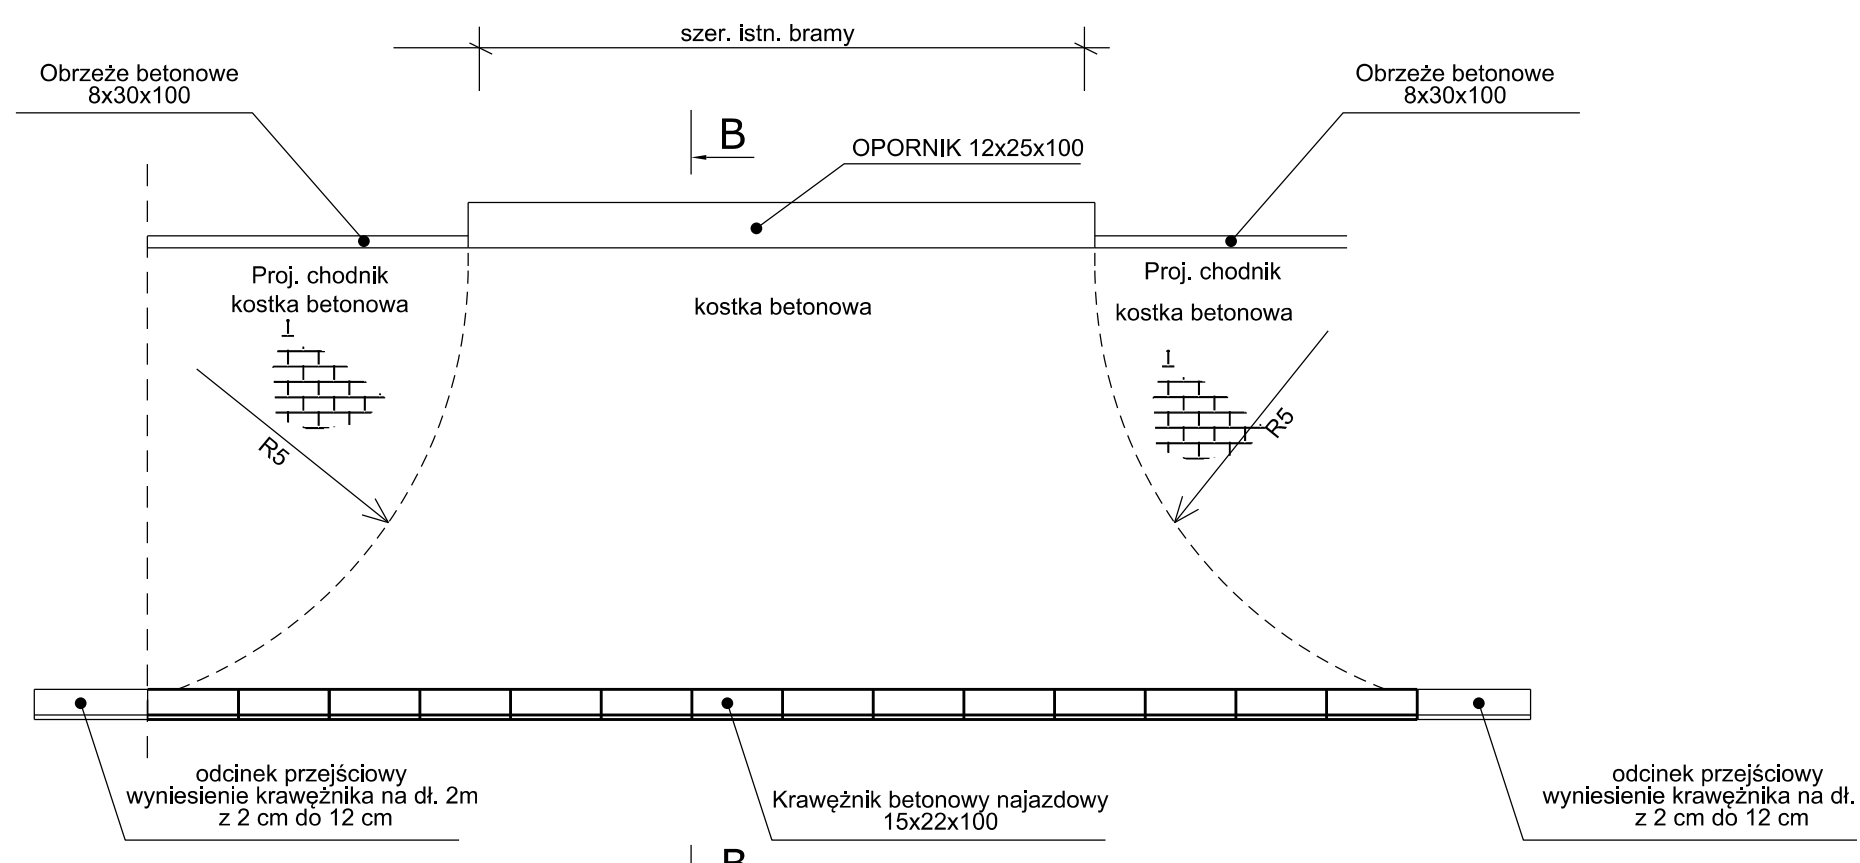 szer. istn. bramy
Obrzeże betonowe
8x30x100
Obrzeże betonowe
8x30x100
B
OPORNIK 12x25x100
Proj. chodnik
kostka betonowa
kostka betonowa
Proj. chodnik
kostka betonowa
R5
R5
odcinek przejściowy
wyniesienie krawężnika na dł. 2m
z 2 cm do 12 cm
Krawężnik betonowy najazdowy
15x22x100
odcinek przejściowy
wyniesienie krawężnika na dł.
z 2 cm do 12 cm
B